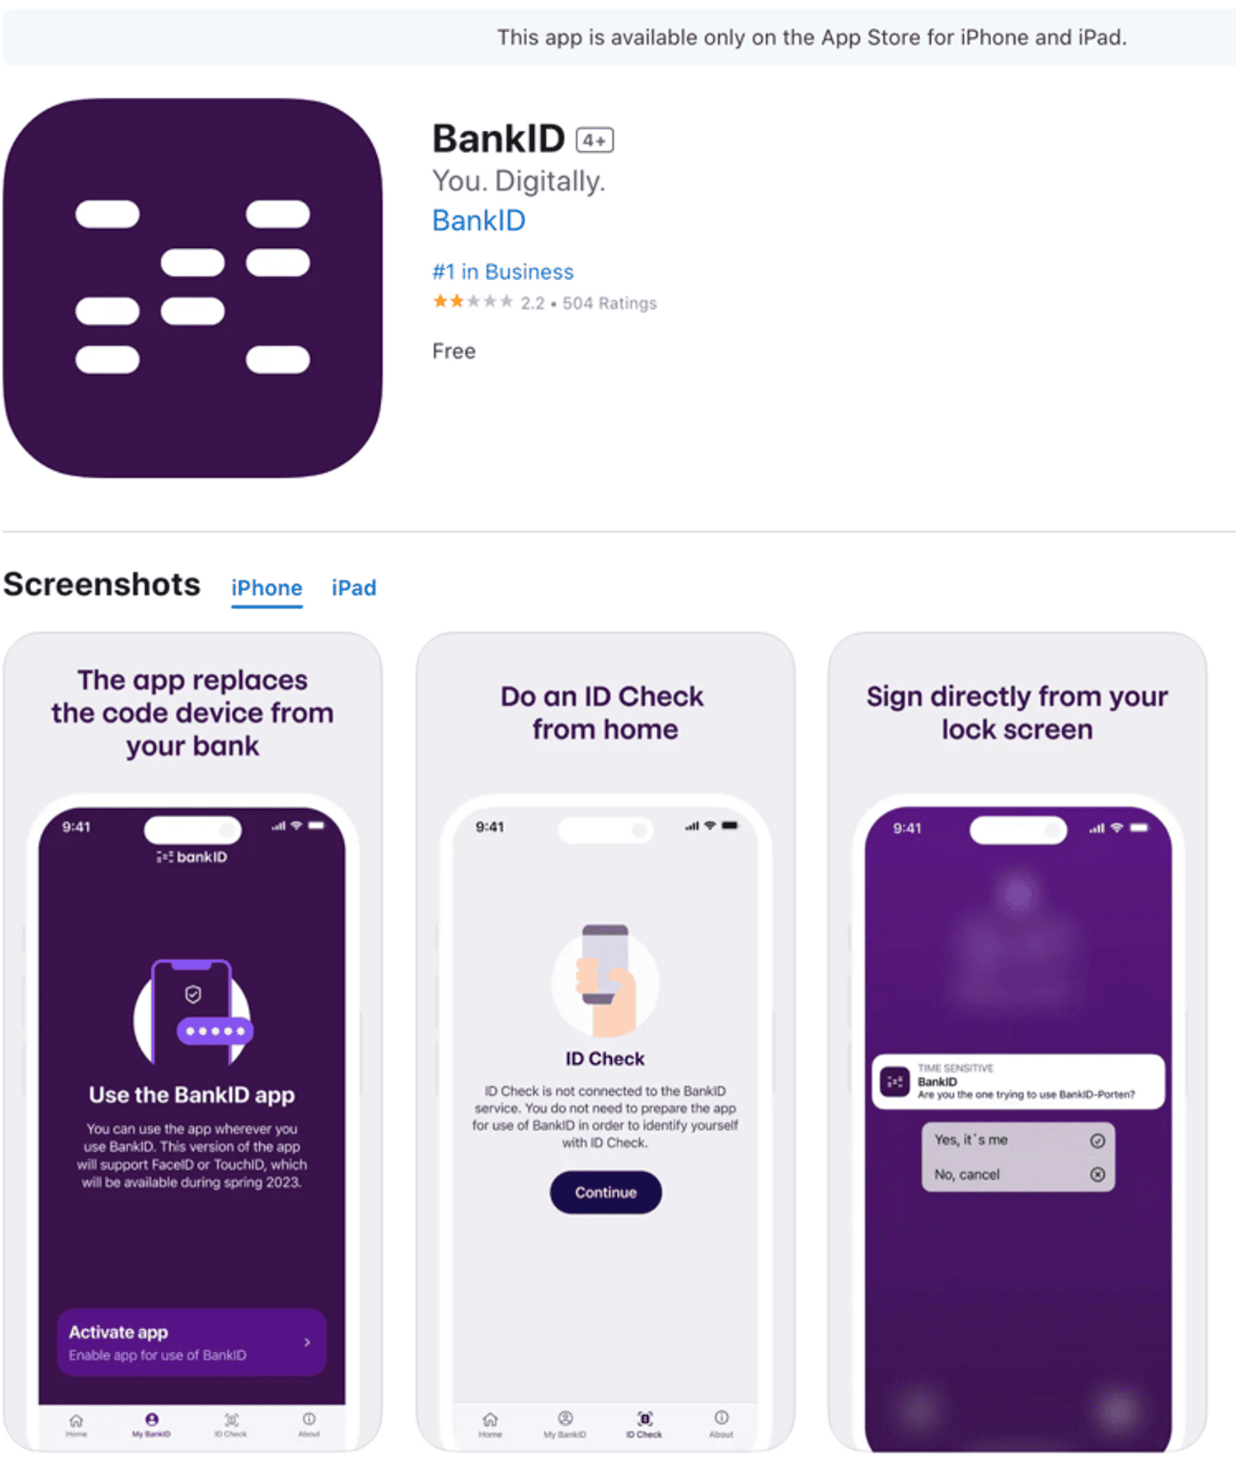 This app is available only on the App Store for iPhone and iPad.
BankID 4+
You. Digitally.
BankID
#1 in Business
2.2 • 504 Ratings
Free
Screenshots iPhone iPad
The app replaces
the code device from
your bank
9:41
bankID
Use the BankID app
You can use the app wherever you
use BankID. This version of the app
will support FaceID or TouchID, which
will be available during spring 2023.
Activate app
Enable app for use of BankID
Home My BankID ID Check About
Do an ID Check
from home
9:41
ID Check
ID Check is not connected to the BankID
service. You do not need to prepare the app
for use of BankID in order to identify yourself
with ID Check.
Continue
Home My BankID ID Check About
Sign directly from your
lock screen
9:41
TIME SENSITIVE
BankID
Are you the one trying to use BankID-Porten?
Yes, it´s me
No, cancel